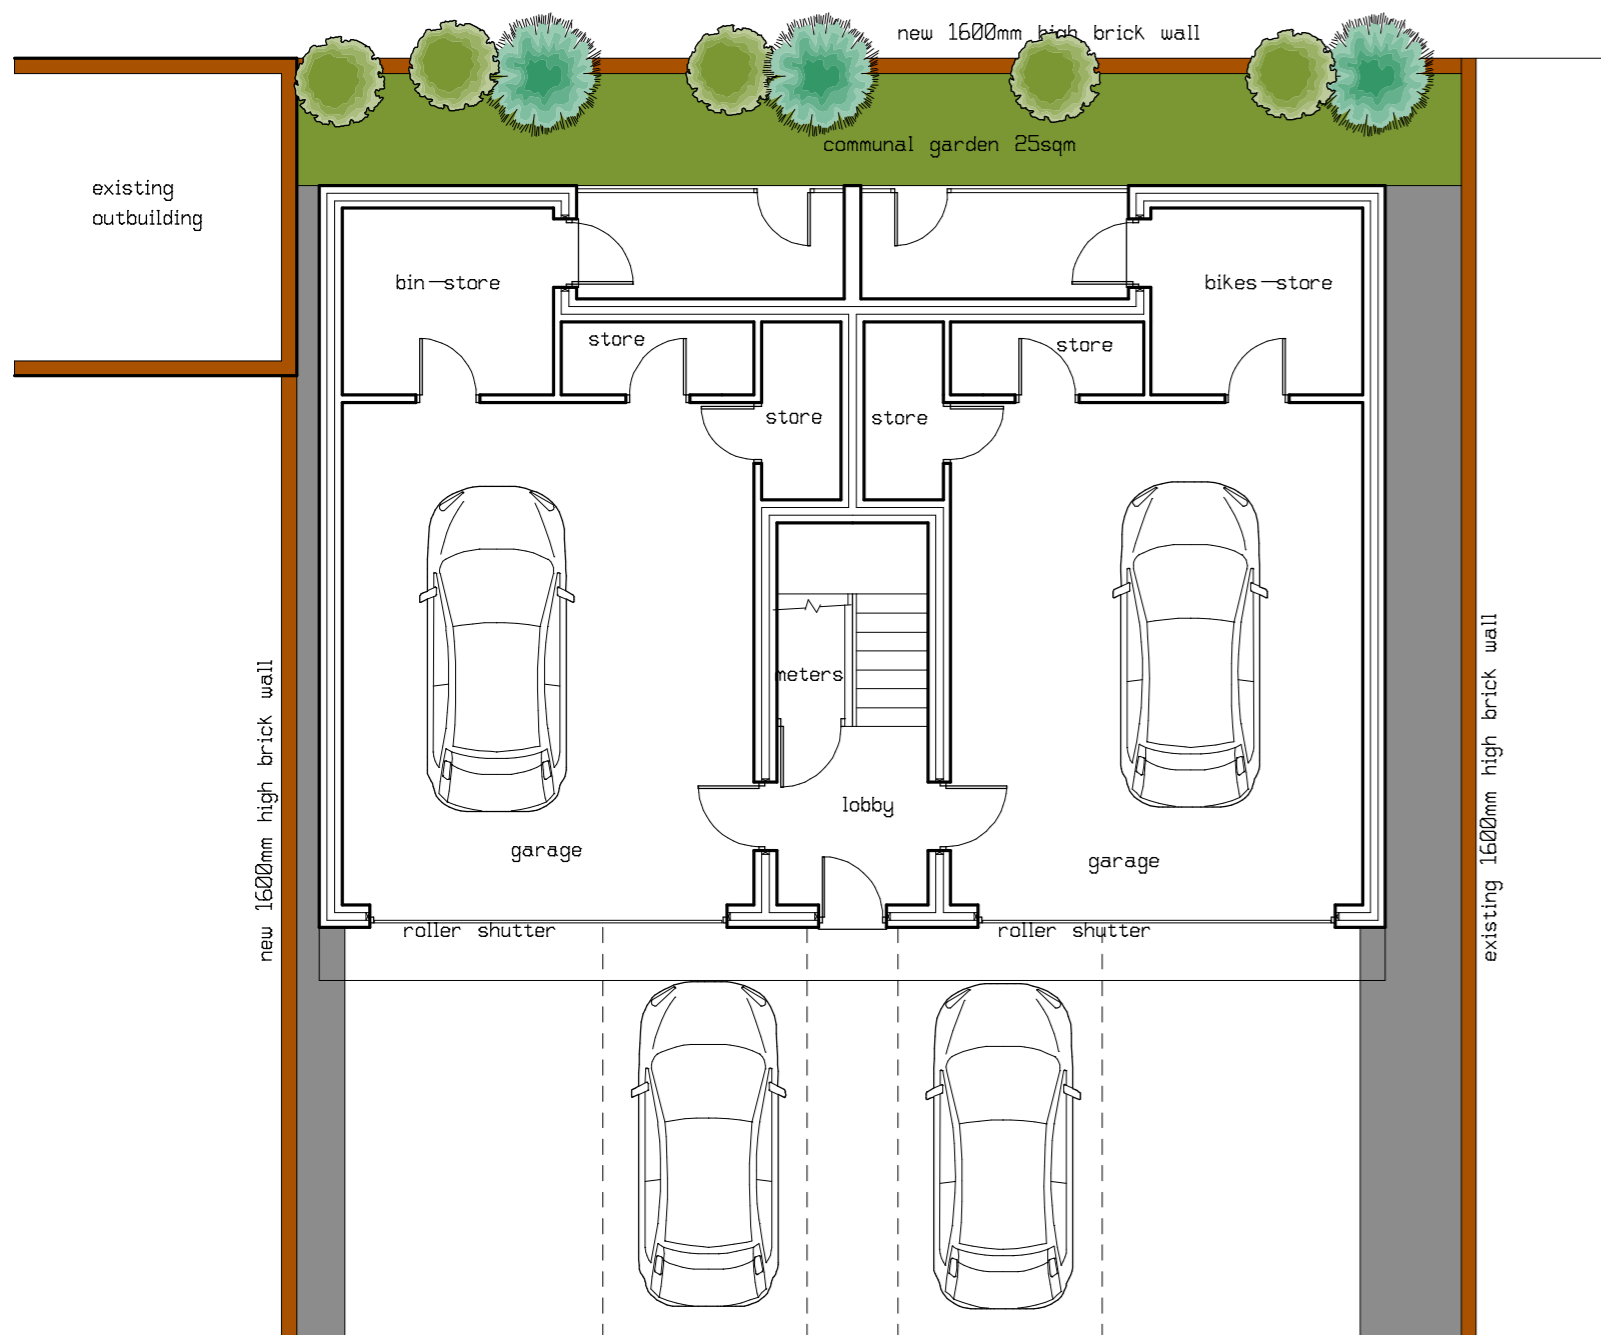 new 1600mm high brick wall
communal garden 25sqm
existing
outbuilding
bin-store
bikes-store
store
store
store
store
meters
lobby
garage
garage
roller shutter
roller shutter
new 1600mm high brick wall
existing 1600mm high brick wall